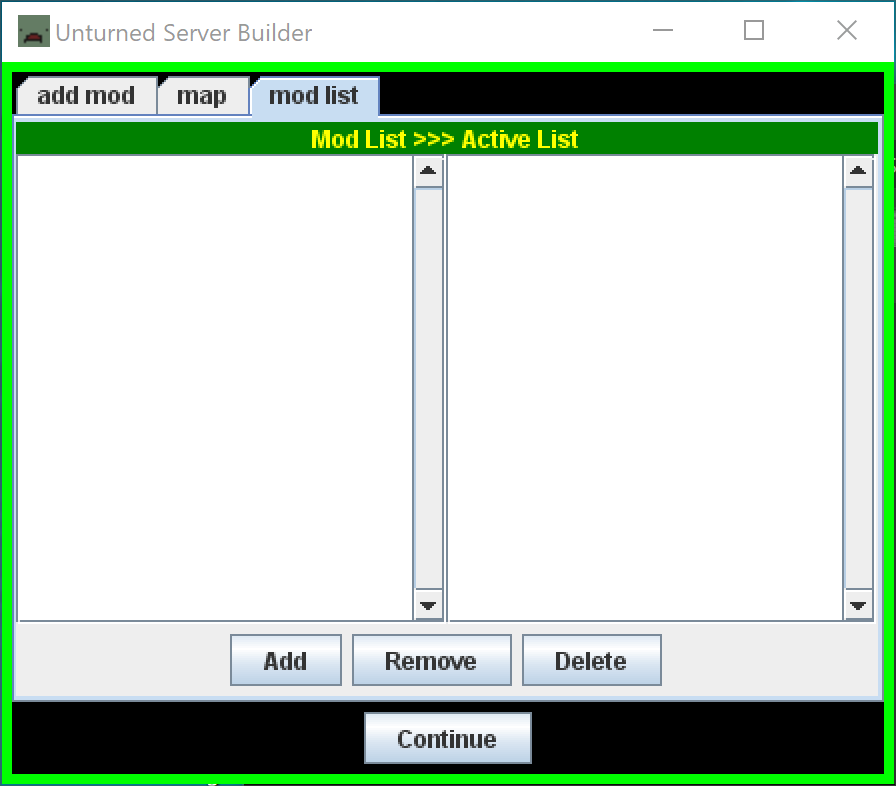 Unturned Server Builder
add mod map mod list
Mod List >>> Active List
Add Remove Delete
Continue